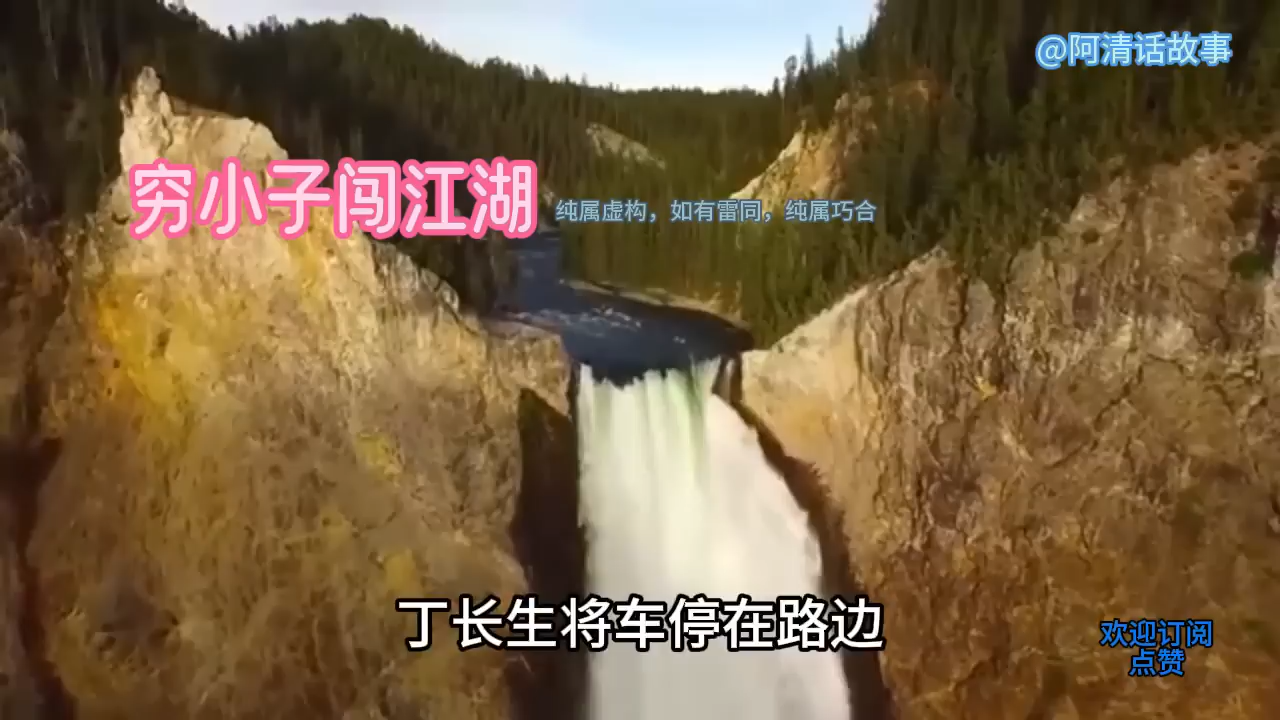 @阿清话故事
穷小子闯江湖
纯属虚构，如有雷同，纯属巧合
丁长生将车停在路边
欢迎订阅
点赞